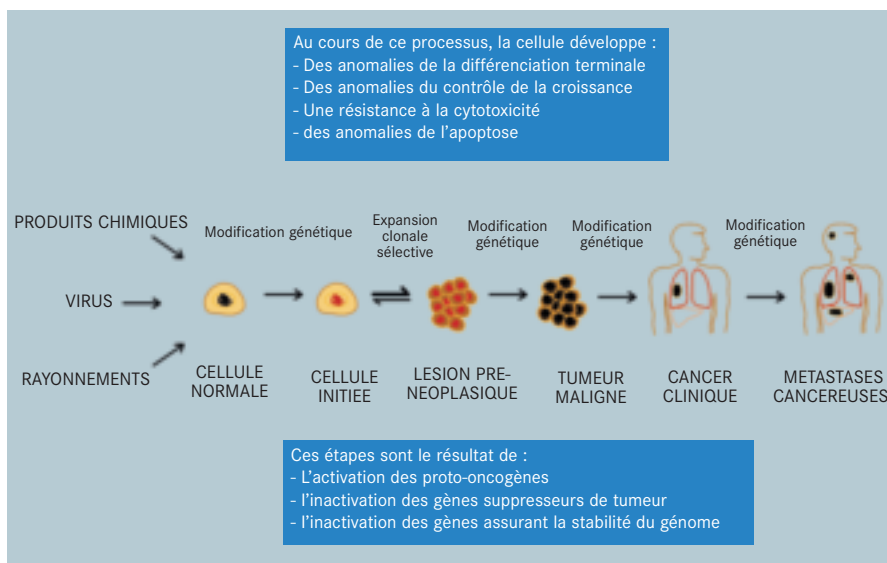 Au cours de ce processus, la cellule développe :
- Des anomalies de la différenciation terminale
- Des anomalies du contrôle de la croissance
- Une résistance à la cytotoxicité
- des anomalies de l'apoptose
PRODUITS CHIMIQUES
VIRUS
RAYONNEMENTS
Modification génétique
Expansion
clonale
sélective
Modification
génétique
Modification
génétique
Modification
génétique
CELLULE
NORMALE
CELLULE
INITIEE
LESION PRE-
NEOPLASIQUE
TUMEUR
MALIGNE
CANCER
CLINIQUE
METASTASES
CANCEREUSES
Ces étapes sont le résultat de :
- L'activation des proto-oncogènes
- l'inactivation des gènes suppresseurs de tumeur
- l'inactivation des gènes assurant la stabilité du génome